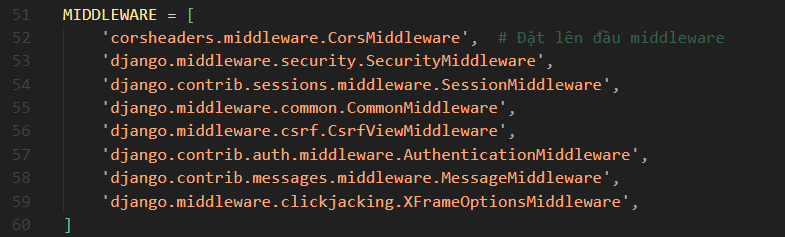 51 MIDDLEWARE = [
52     'corsheaders.middleware.CorsMiddleware',  # Đặt lên đầu middleware
53     'django.middleware.security.SecurityMiddleware',
54     'django.contrib.sessions.middleware.SessionMiddleware',
55     'django.middleware.common.CommonMiddleware',
56     'django.middleware.csrf.CsrfViewMiddleware',
57     'django.contrib.auth.middleware.AuthenticationMiddleware',
58     'django.contrib.messages.middleware.MessageMiddleware',
59     'django.middleware.clickjacking.XFrameOptionsMiddleware',
60 ]